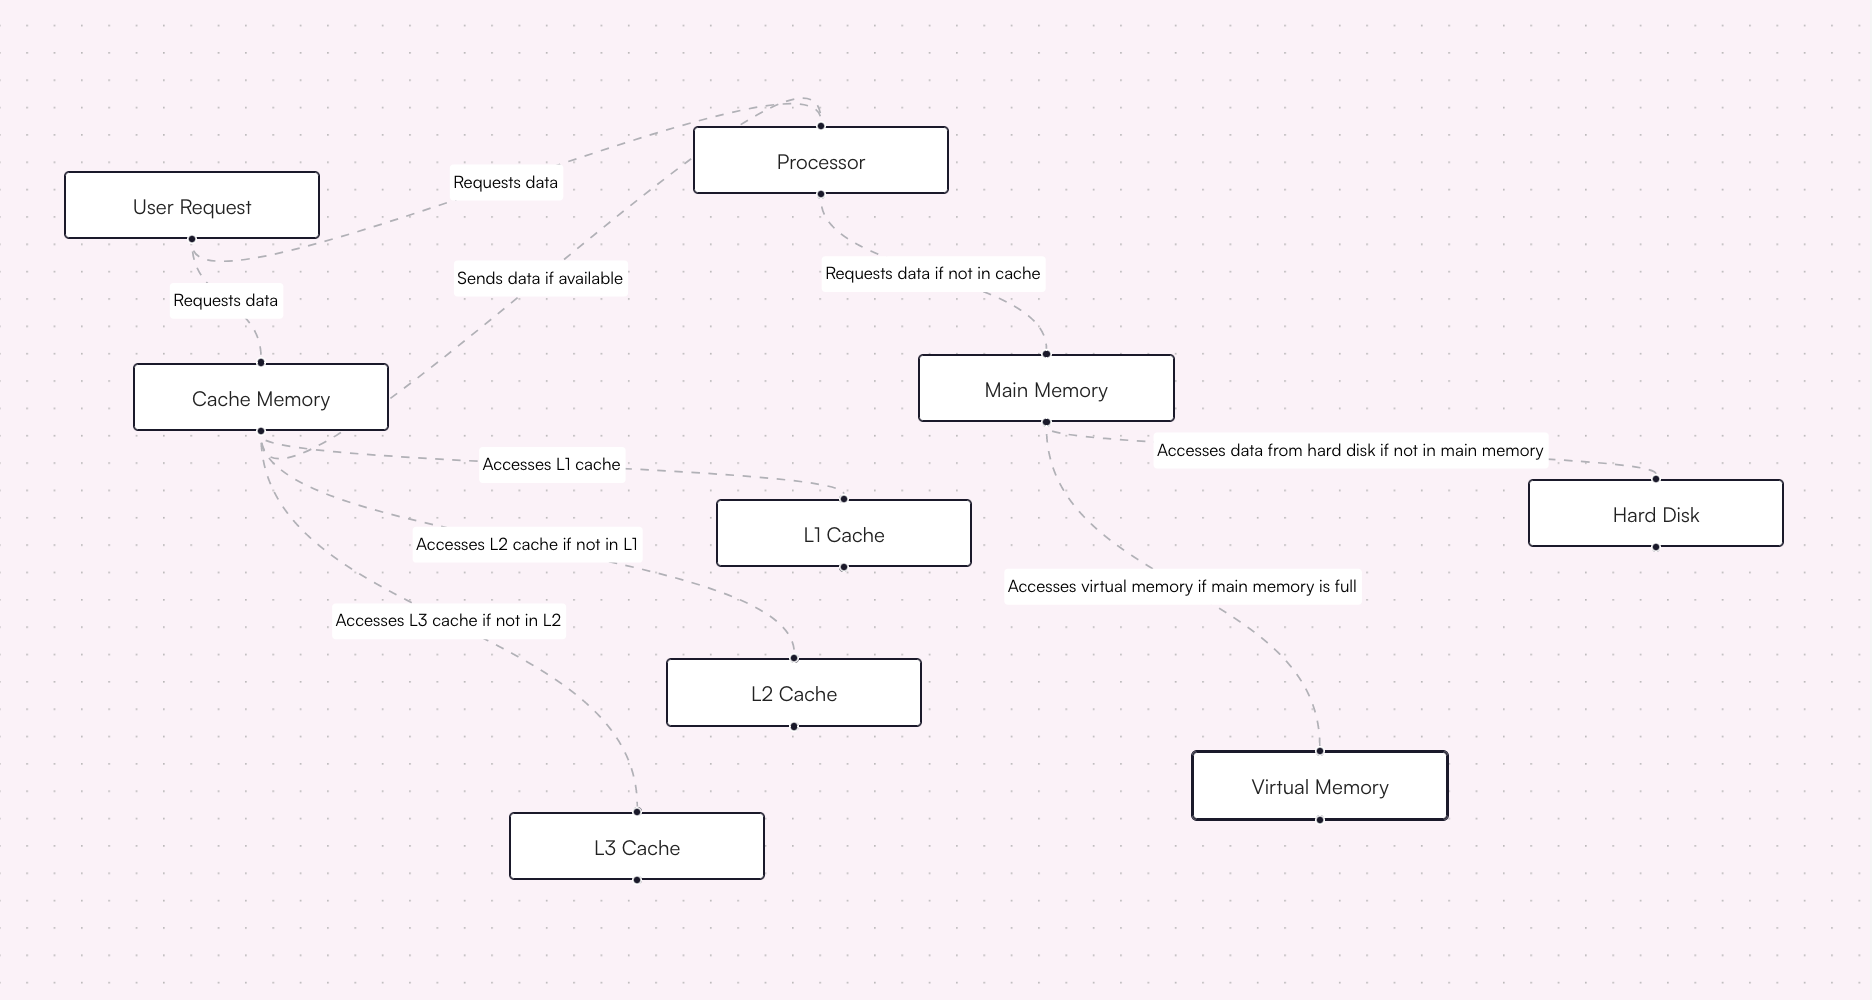 Processor
Requests data
User Request
Requests data if not in cache
Sends data if available
Requests data
Main Memory
Cache Memory
Accesses data from hard disk if not in main memory
Accesses L1 cache
Hard Disk
L1 Cache
Accesses L2 cache if not in L1
Accesses virtual memory if main memory is full
Accesses L3 cache if not in L2
L2 Cache
Virtual Memory
L3 Cache